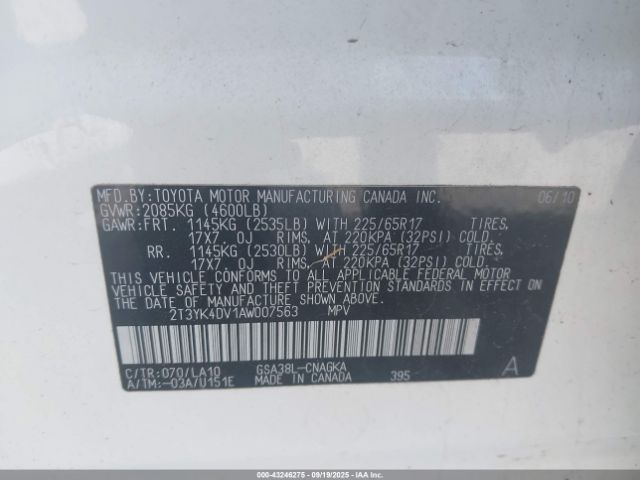 MFD.BY:TOYOTA MOTOR MANUFACTURING CANADA INC. 06/10
GVWR:2085KG (4600LB)
GAWR:FRT. 1145KG (2535LB) WITH 225/65R17 TIRES,
17X7.0J RIMS, AT 220KPA (32PSI) COLD.
RR. 1145KG (2530LB) WITH 225/65R17 TIRES,
17X7.0J RIMS, AT 220KPA (32PSI) COLD.
THIS VEHICLE CONFORMS TO ALL APPLICABLE FEDERAL MOTOR
VEHICLE SAFETY AND THEFT PREVENTION STANDARDS IN EFFECT
ON THE DATE OF MANUFACTURE SHOWN ABOVE.
2T3YK4DV1AW007563 MPV
C/TR:070/LA10 GSA38L-CNAGKA A
A/TM:-03A/U151E MADE IN CANADA 395
000-43246275 - 09/19/2025 - IAAI.COM